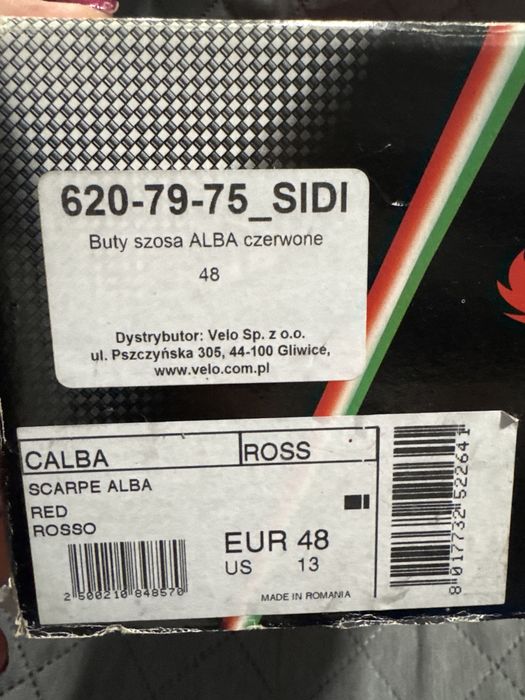 620-79-75_SIDI
Buty szosa ALBA czerwone
48
Dystrybutor: Velo Sp. z o.o.
ul. Pszczyńska 305, 44-100 Gliwice,
www.velo.com.pl
CALBA ROSS
SCARPE ALBA
RED
ROSSO
EUR 48
US 13
2 500210 848570
MADE IN ROMANIA
8 017732 522641